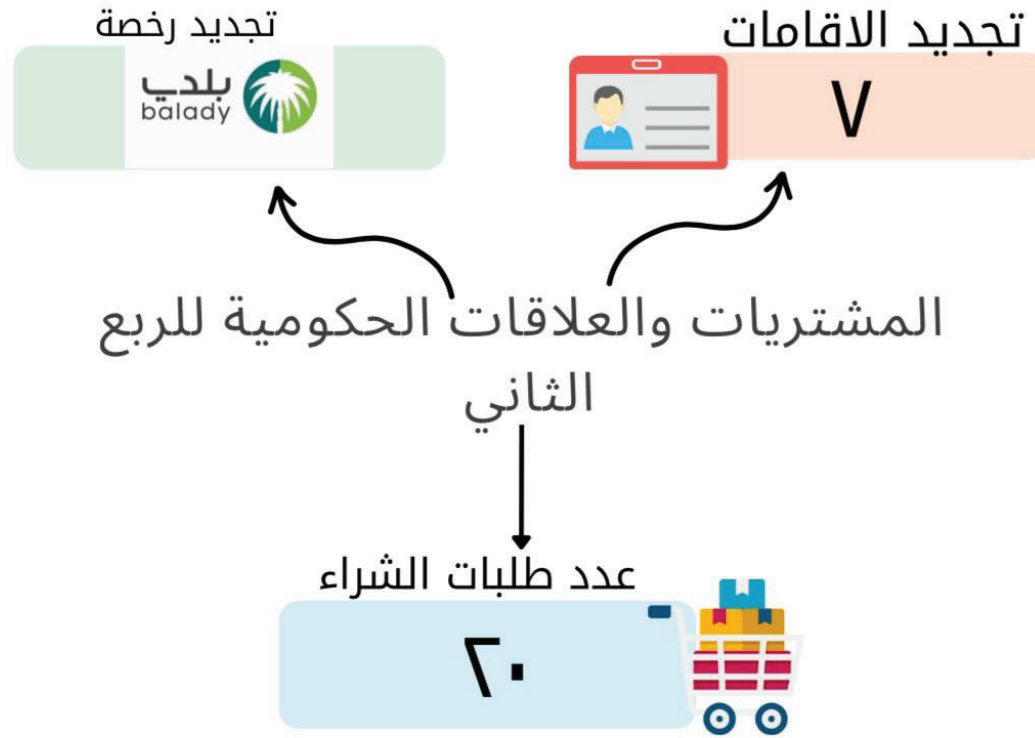 تجديد الاقامات
٧
تجديد رخصة
بلدي
balady
المشتريات والعلاقات الحكومية للربع
الثاني
عدد طلبات الشراء
٢٠